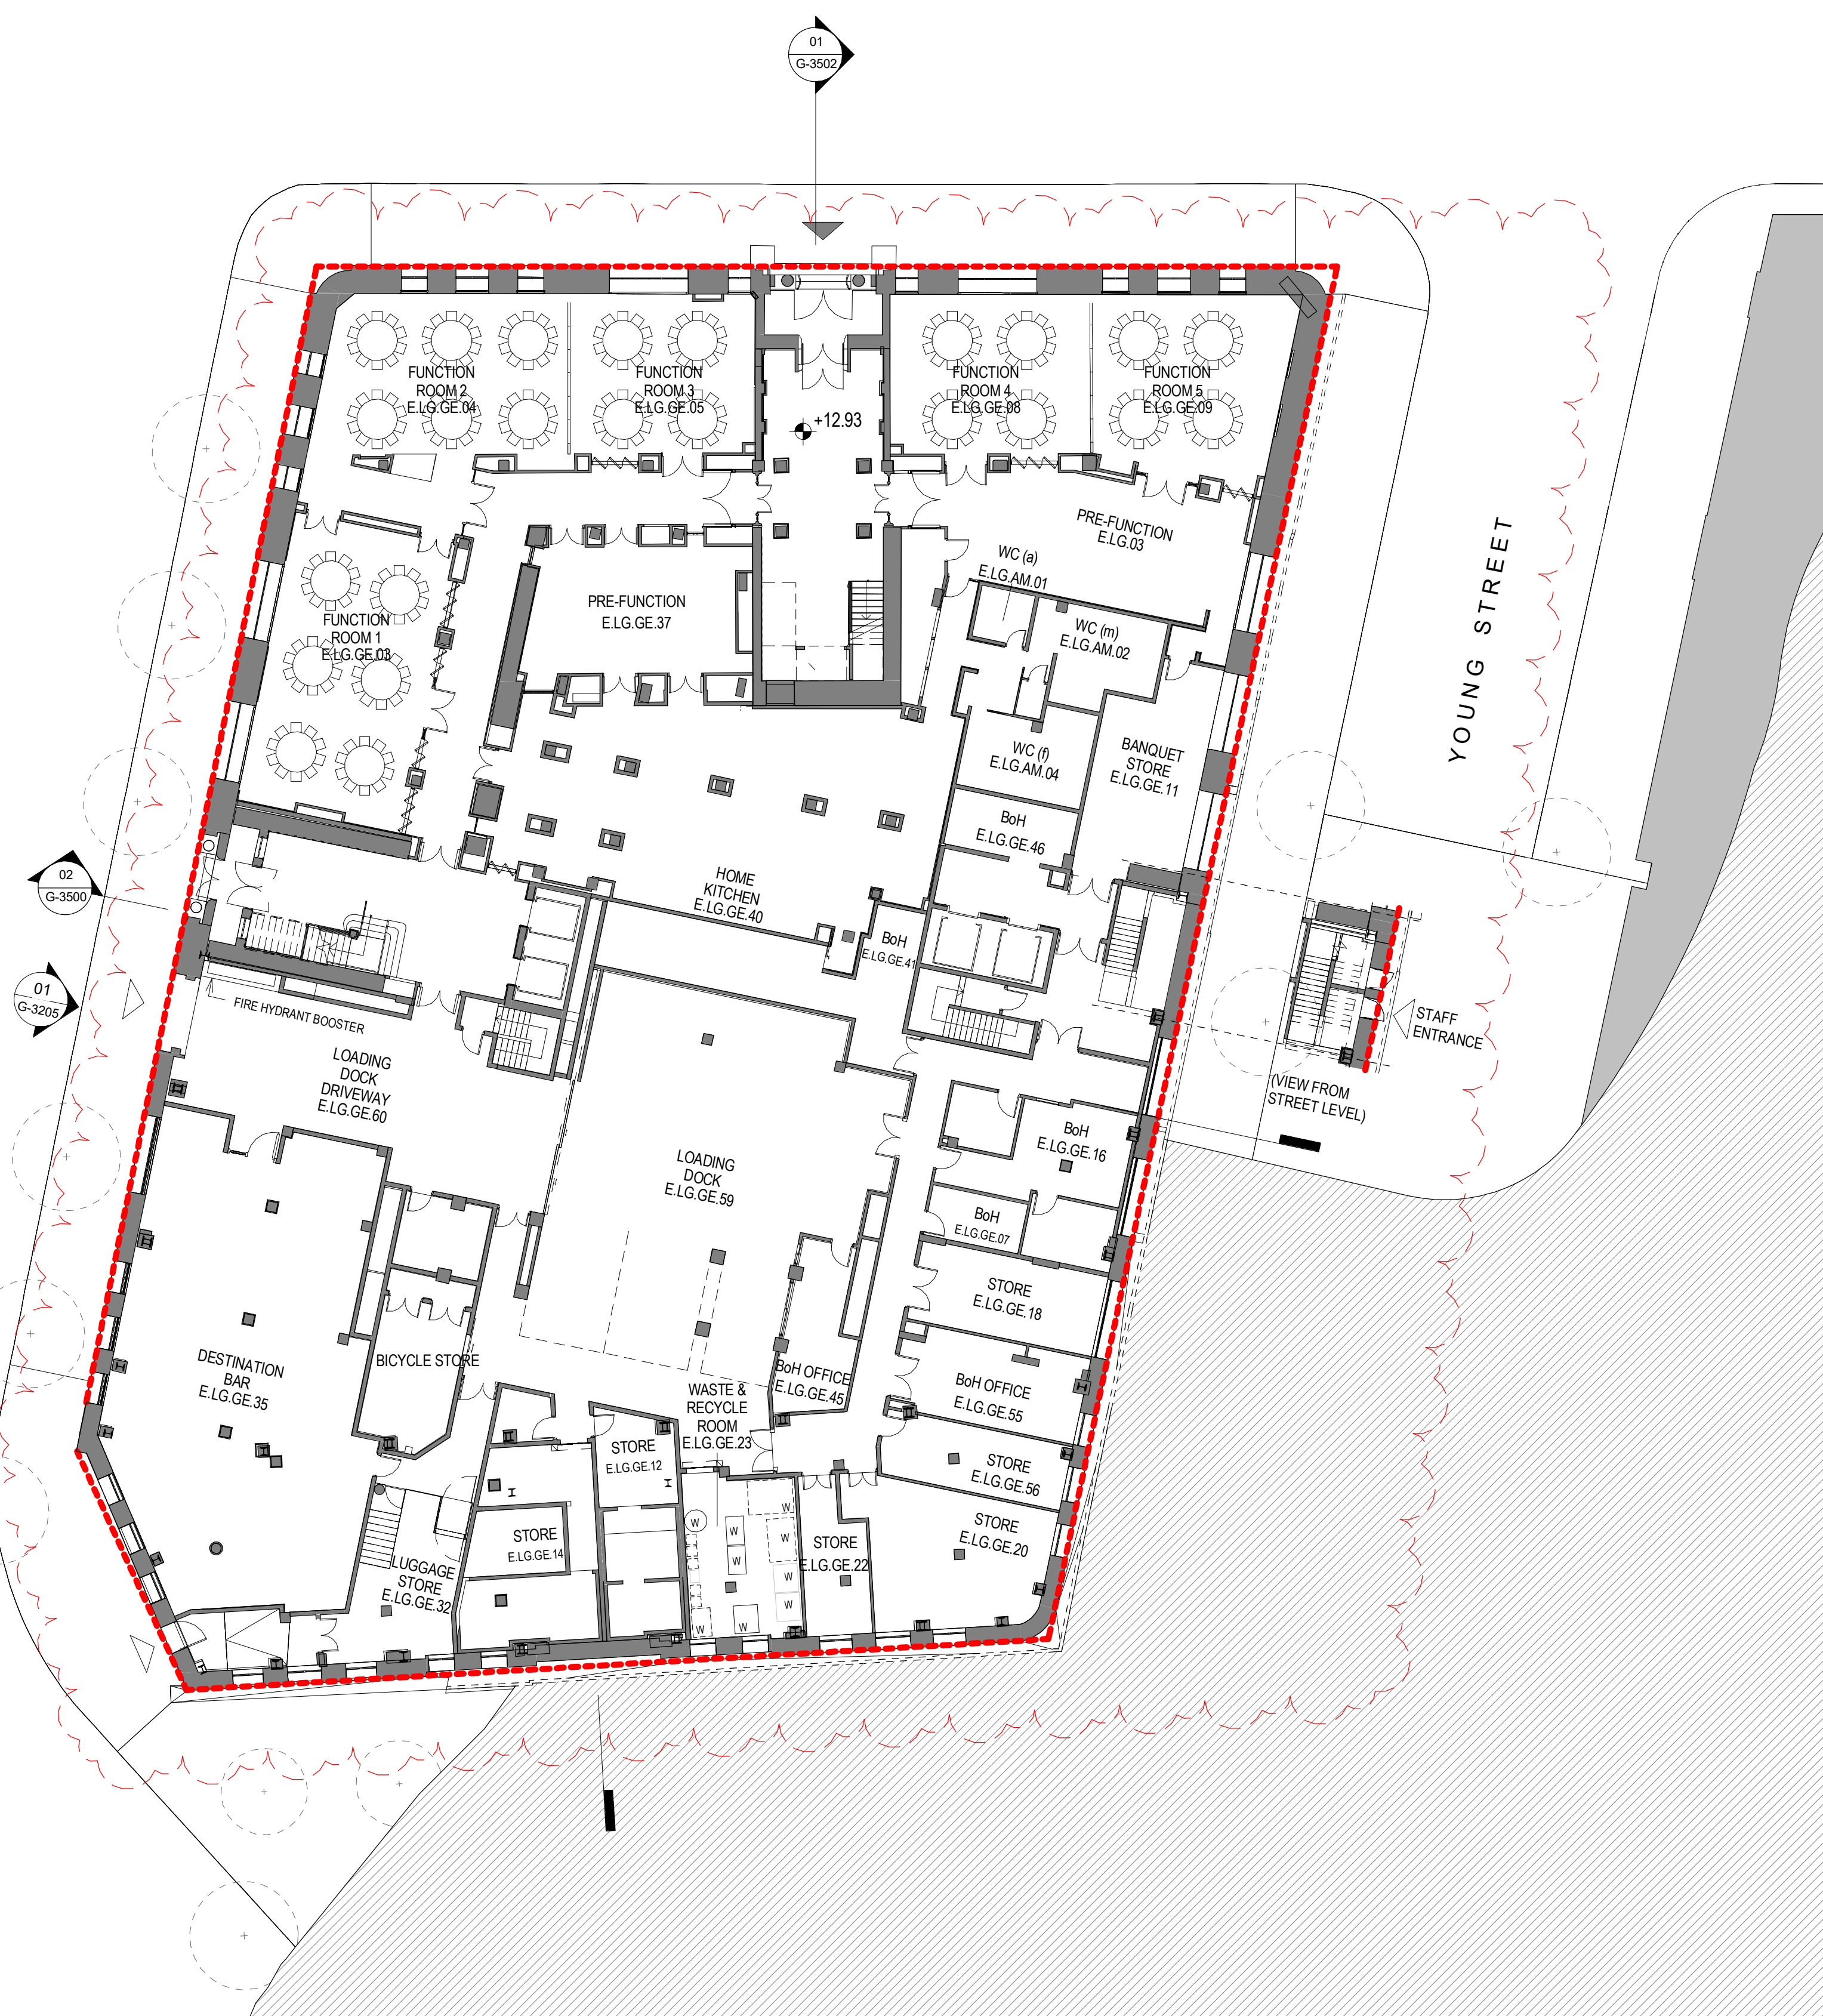 01
G-3502
FUNCTION
ROOM 2
E.LG.GE.04
FUNCTION
ROOM 3
E.LG.GE.05
FUNCTION
ROOM 4
E.LG.GE.08
FUNCTION
ROOM 5
E.LG.GE.09
+12.93
PRE-FUNCTION
E.LG.03
WC (a)
E.LG.AM.01
PRE-FUNCTION
E.LG.GE.37
FUNCTION
ROOM 1
E.LG.GE.03
WC (m)
E.LG.AM.02
YOUNG STREET
WC (f)
E.LG.AM.04
BANQUET
STORE
E.LG.GE.11
BoH
E.LG.GE.46
HOME
KITCHEN
E.LG.GE.40
BoH
E.LG.GE.41
02
G-3500
01
G-3205
FIRE HYDRANT BOOSTER
LOADING
DOCK
DRIVEWAY
E.LG.GE.60
STAFF
ENTRANCE
(VIEW FROM
STREET LEVEL)
LOADING
DOCK
E.LG.GE.59
BoH
E.LG.GE.16
BoH
E.LG.GE.07
STORE
E.LG.GE.18
DESTINATION
BAR
E.LG.GE.35
BICYCLE STORE
BoH OFFICE
E.LG.GE.45
BoH OFFICE
E.LG.GE.55
WASTE &
RECYCLE
ROOM
E.LG.GE.23
STORE
E.LG.GE.12
STORE
E.LG.GE.56
STORE
E.LG.GE.14
STORE
E.LG.GE.22
STORE
E.LG.GE.20
LUGGAGE
STORE
E.LG.GE.32
W
W
W
W
W
W
W
W
W